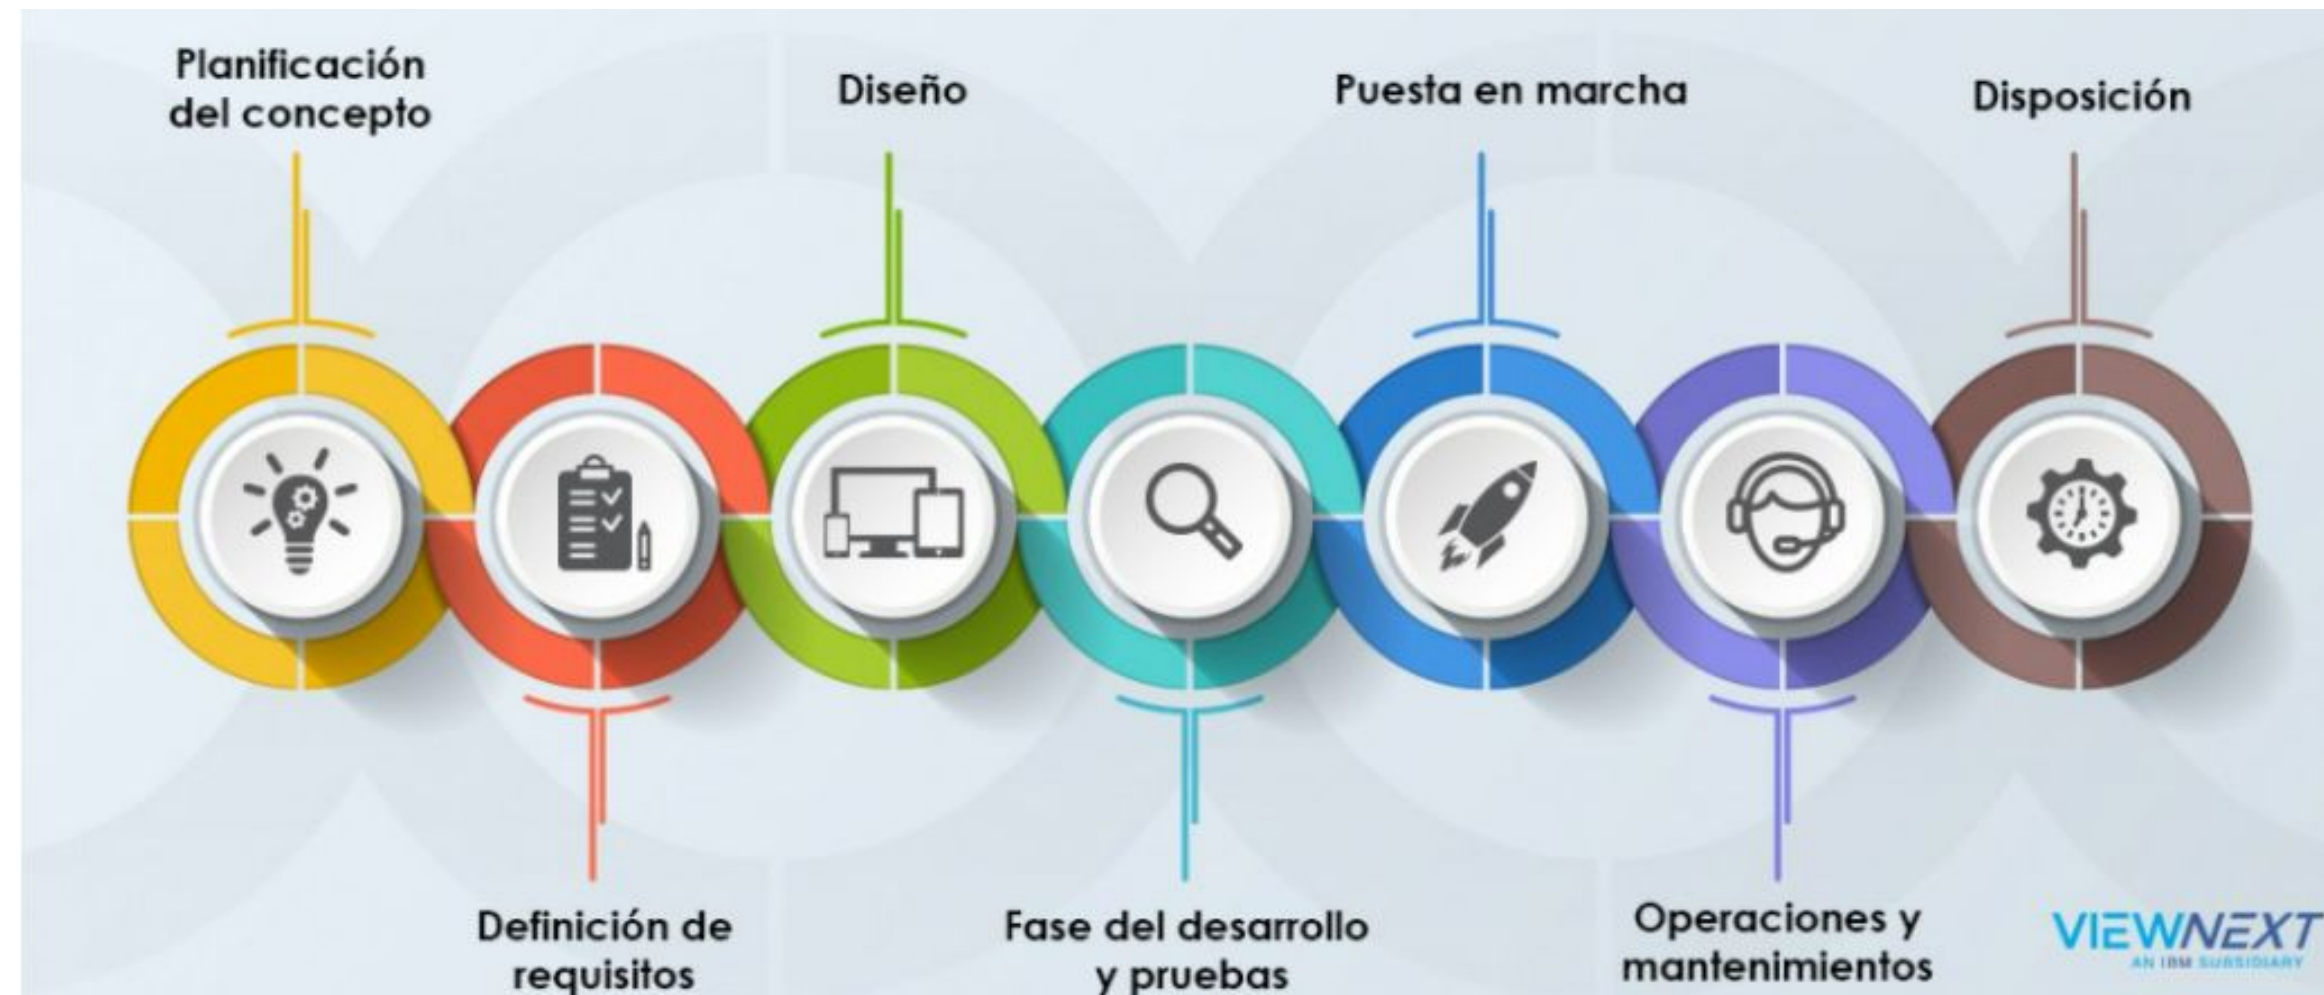 Planificación
del concepto
Definición de
requisitos
Diseño
Fase del desarrollo
y pruebas
Puesta en marcha
Operaciones y
mantenimientos
Disposición
VIEWNEXT
AN IBM SUBSIDIARY